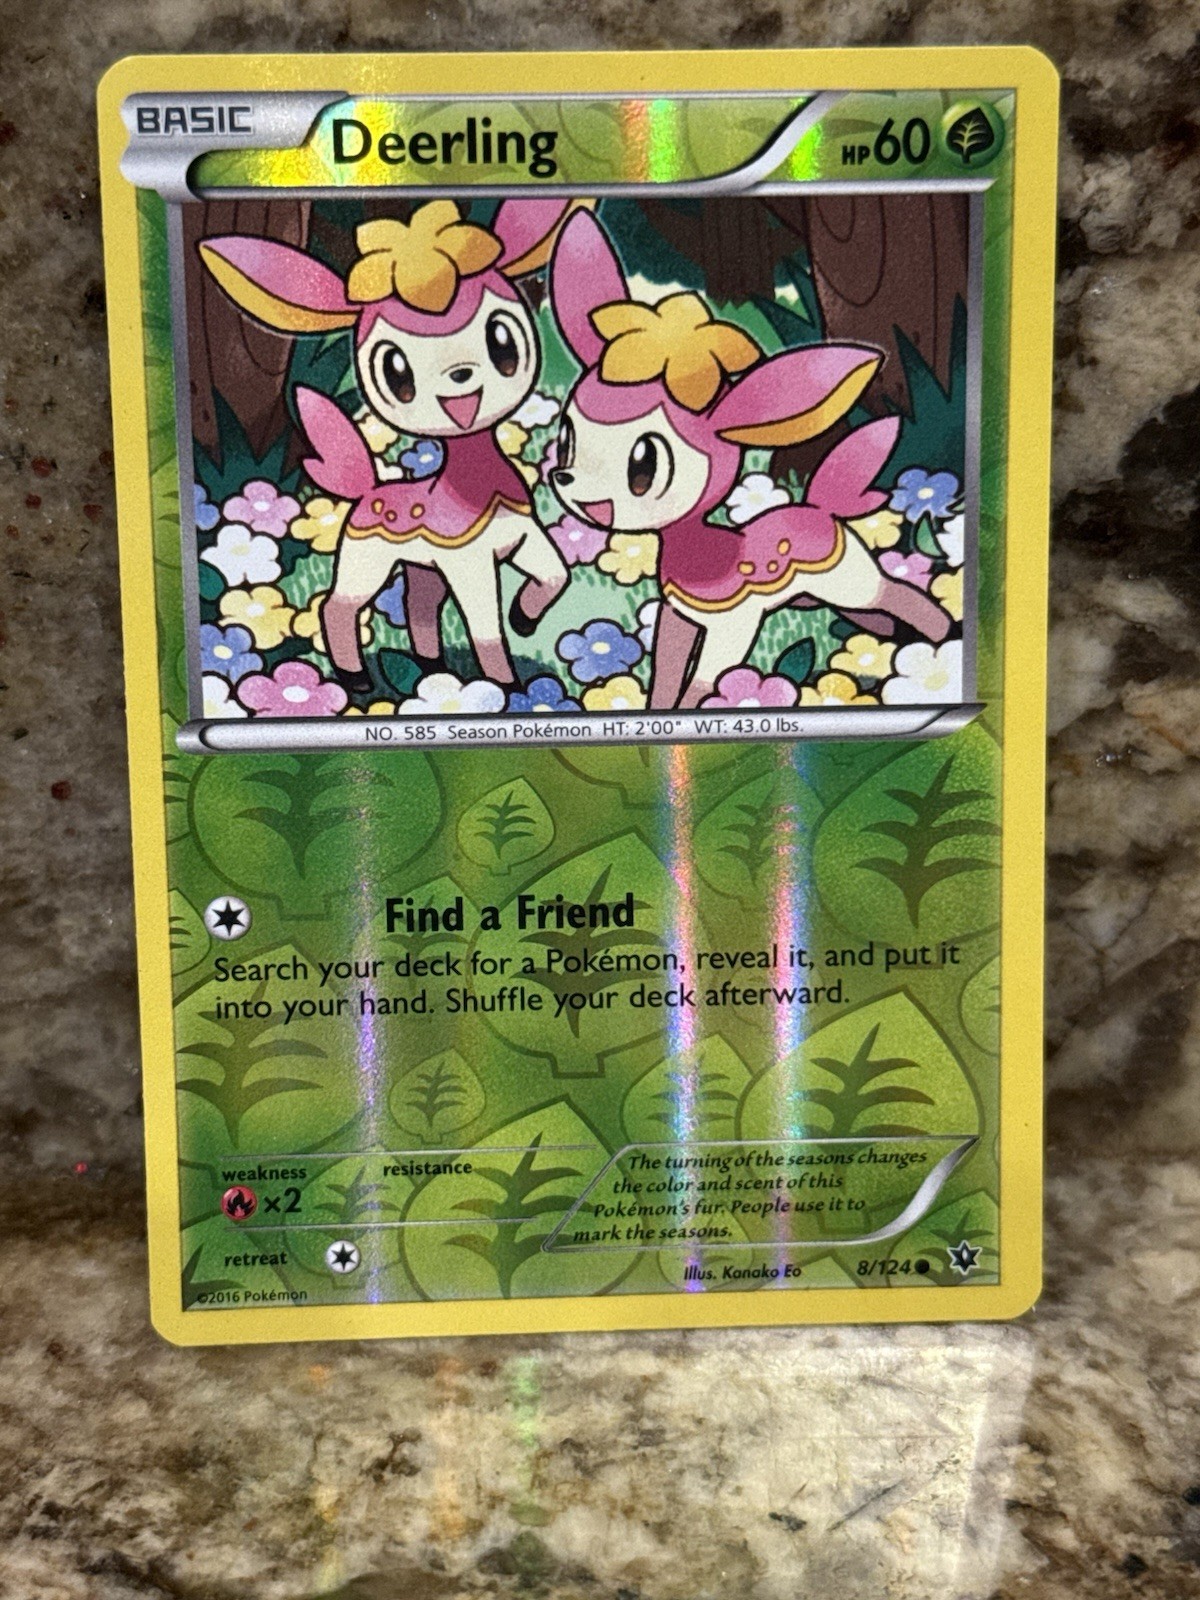 BASIC Deerling HP60
NO. 585 Season Pokémon HT: 2'00" WT: 43.0 lbs.
Find a Friend
Search your deck for a Pokémon, reveal it, and put it
into your hand. Shuffle your deck afterward.
weakness resistance
×2
The turning of the seasons changes
the color and scent of this
Pokémon's fur. People use it to
mark the seasons.
retreat
Illus. Kanako Eo 8/124
©2016 Pokémon